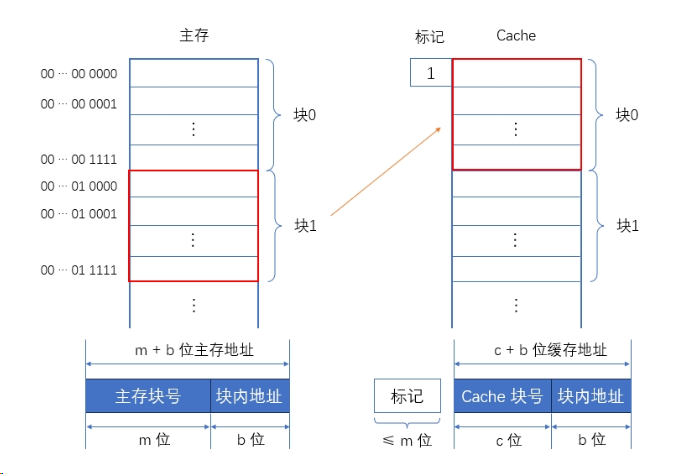 主存
标记
Cache
00 ··· 00 0000
1
00 ··· 00 0001
⋮
⋮
块0
块0
00 ··· 00 1111
00 ··· 01 0000
00 ··· 01 0001
块1
块1
⋮
⋮
00 ··· 01 1111
⋮
⋮
m + b 位主存地址
c + b 位缓存地址
主存块号
块内地址
标记
Cache 块号
块内地址
m 位
b 位
≤ m 位
c 位
b 位